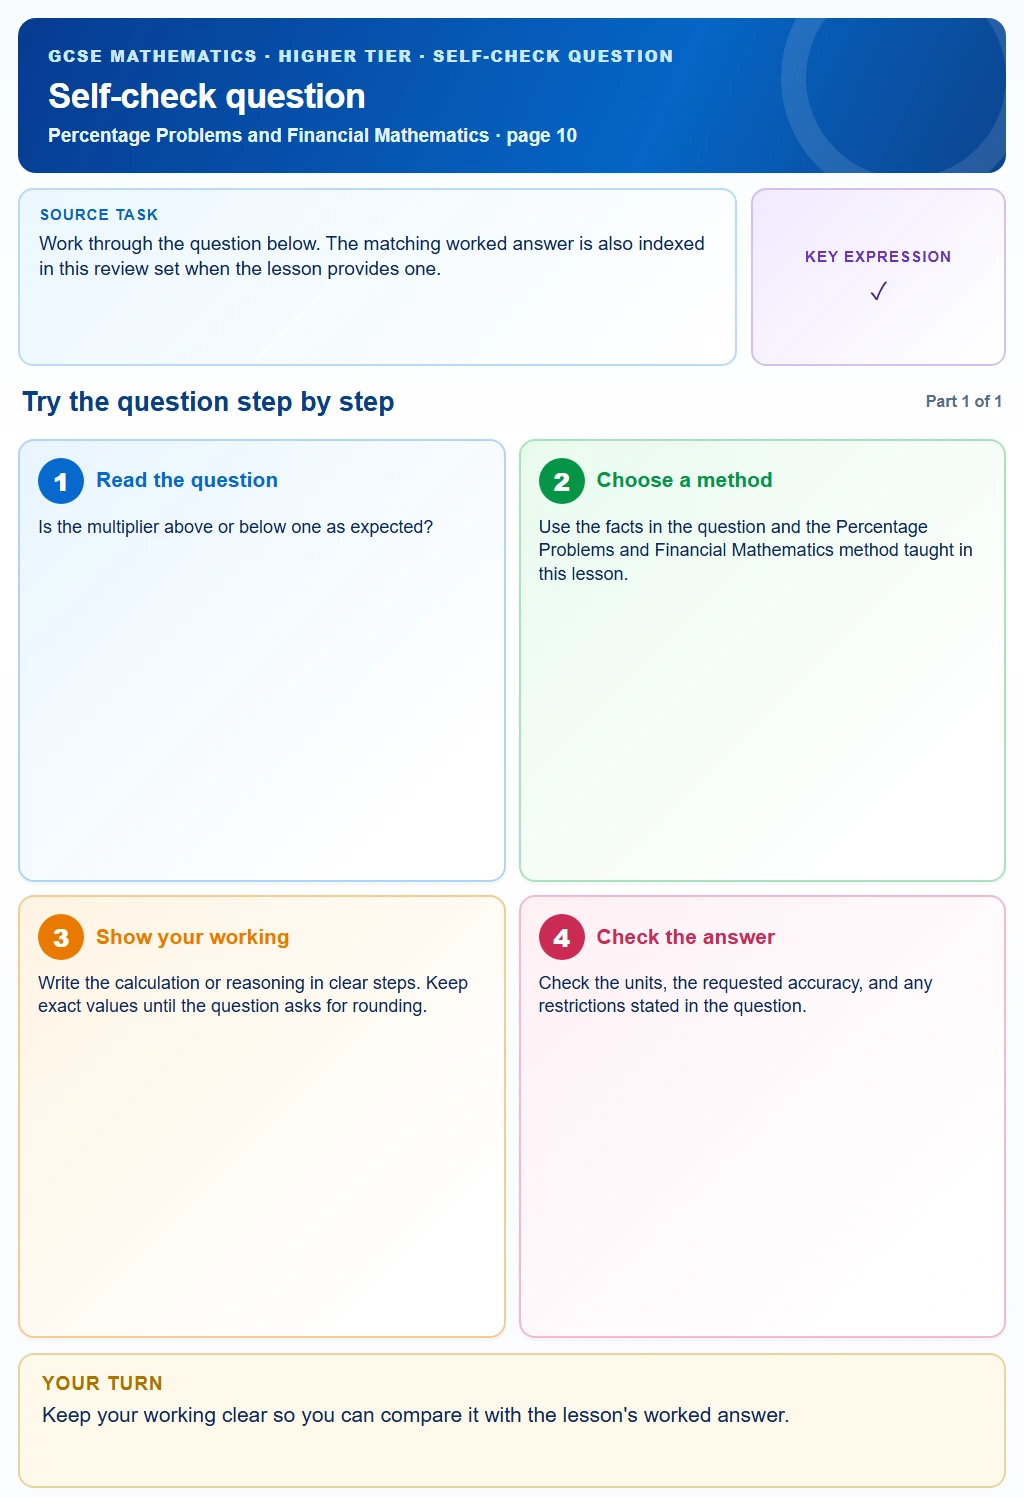 GCSE MATHEMATICS · HIGHER TIER · SELF-CHECK QUESTION
Self-check question
Percentage Problems and Financial Mathematics · page 10
SOURCE TASK
Work through the question below. The matching worked answer is also indexed
in this review set when the lesson provides one.
KEY EXPRESSION
✓
Try the question step by step
Part 1 of 1
1 Read the question
Is the multiplier above or below one as expected?
2 Choose a method
Use the facts in the question and the Percentage
Problems and Financial Mathematics method taught in
this lesson.
3 Show your working
Write the calculation or reasoning in clear steps. Keep
exact values until the question asks for rounding.
4 Check the answer
Check the units, the requested accuracy, and any
restrictions stated in the question.
YOUR TURN
Keep your working clear so you can compare it with the lesson's worked answer.